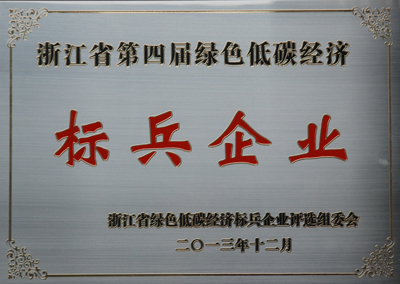 浙江省第四届绿色低碳经济
标兵企业
浙江省绿色低碳经济标兵企业评选组委会
二〇一三年十二月